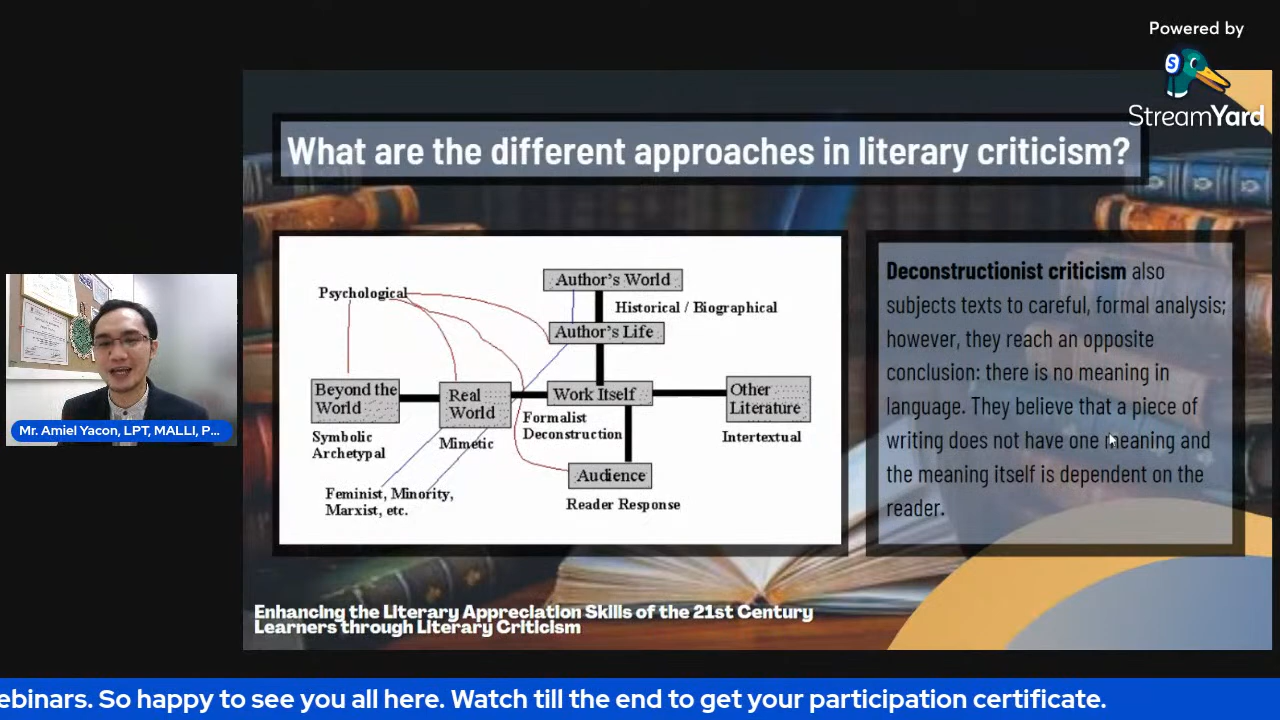 Powered by
StreamYard
What are the different approaches in literary criticism?
Psychological
Author's World
Historical / Biographical
Author's Life
Beyond the
World
Real
World
Work Itself
Other
Literature
Symbolic
Archetypal
Mimetic
Formalist
Deconstruction
Intertextual
Audience
Reader Response
Feminist, Minority,
Marxist, etc.
Deconstructionist criticism also
subjects texts to careful, formal analysis;
however, they reach an opposite
conclusion: there is no meaning in
language. They believe that a piece of
writing does not have one meaning and
the meaning itself is dependent on the
reader.
Mr. Amiel Yacon, LPT, MALLI, P...
Enhancing the Literary Appreciation Skills of the 21st Century
Learners through Literary Criticism
ebinars. So happy to see you all here. Watch till the end to get your participation certificate.